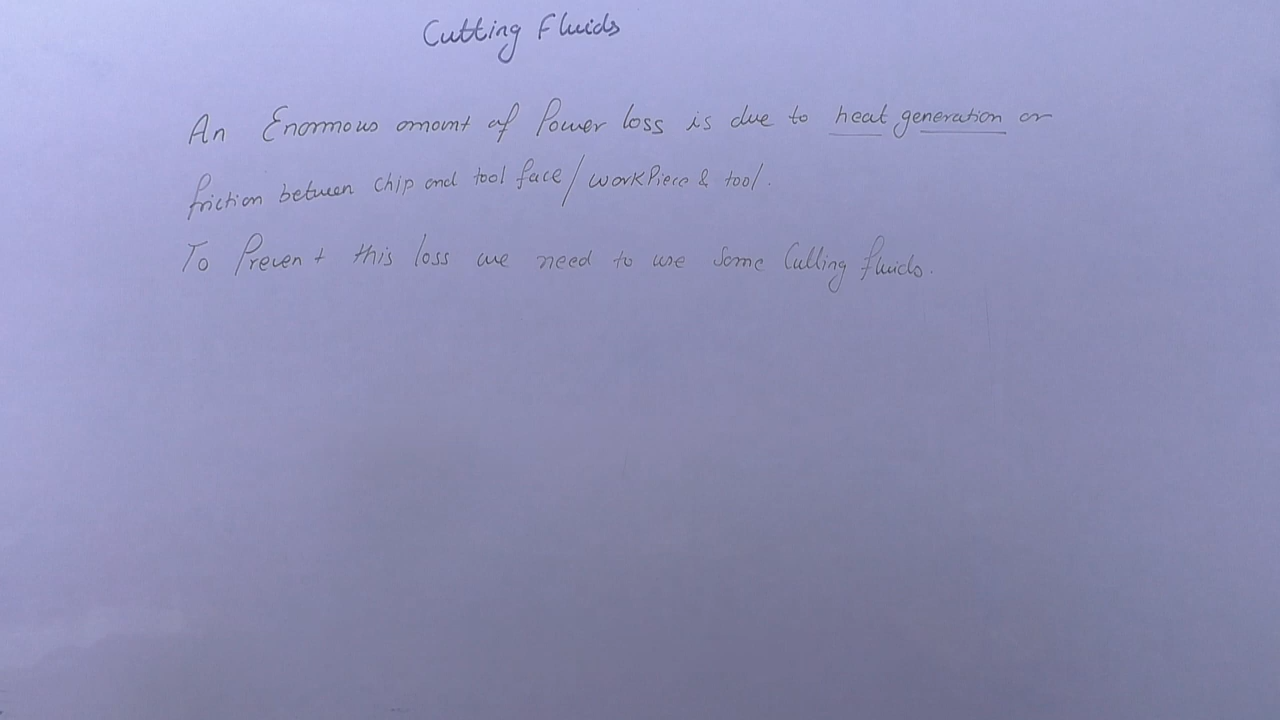 Cutting Fluids
An Enormous amount of Power loss is due to heat generation or
friction between chip and tool face / workPiece & tool.
To Prevent this loss we need to use Some Cutting fluids.